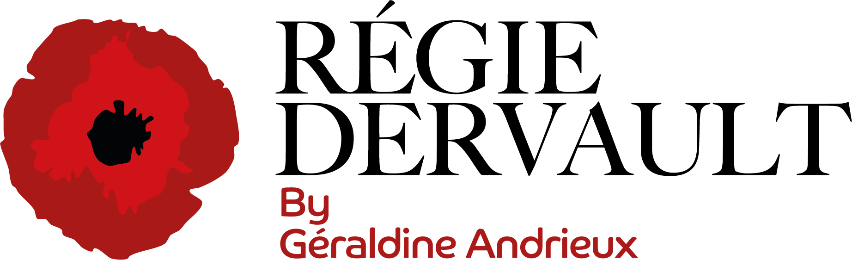 RÉGIE
DERVAULT
By
Géraldine Andrieux